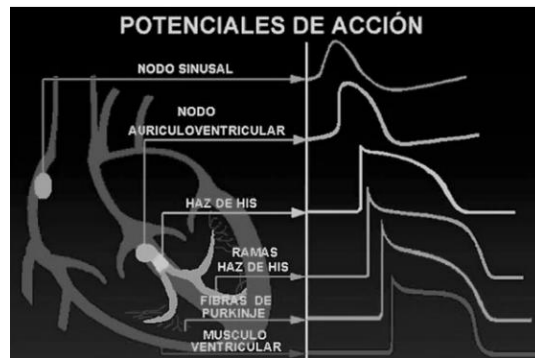 POTENCIALES DE ACCIÓN
NODO SINUSAL
NODO
AURICULOVENTRICULAR
HAZ DE HIS
RAMAS
HAZ DE HIS
FIBRAS DE
PURKINJE
MUSCULO
VENTRICULAR